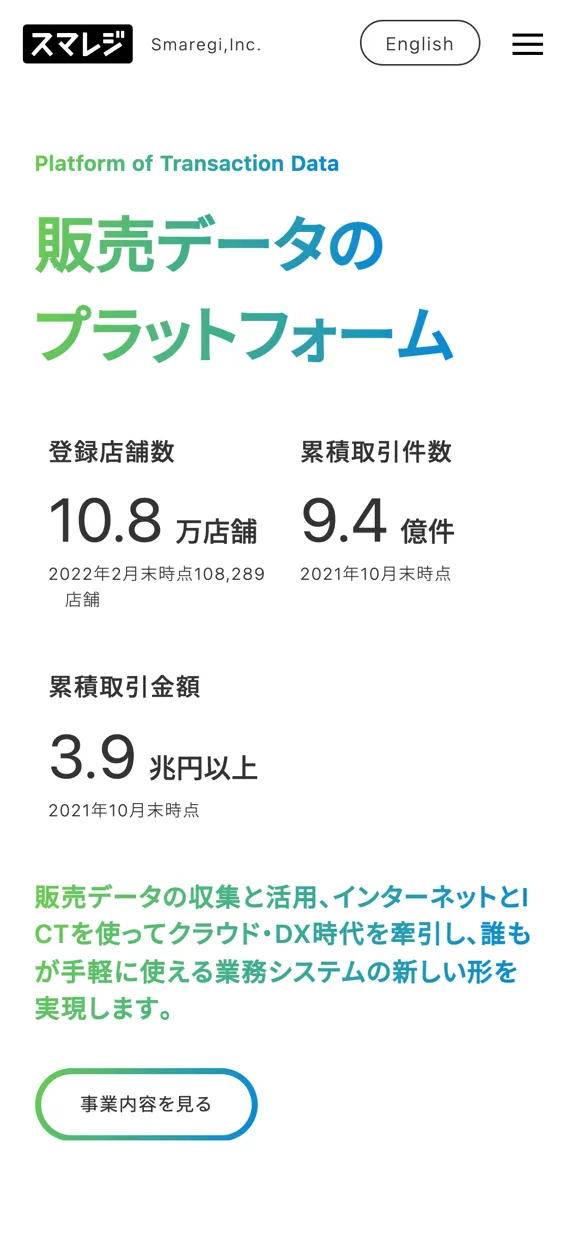 スマレジ Smaregi,Inc. English
Platform of Transaction Data
販売データの
プラットフォーム
登録店舗数
10.8 万店舗
2022年2月末時点108,289
店舗
累積取引件数
9.4 億件
2021年10月末時点
累積取引金額
3.9 兆円以上
2021年10月末時点
販売データの収集と活用、インターネットとI
CTを使ってクラウド・DX時代を牽引し、誰も
が手軽に使える業務システムの新しい形を
実現します。
事業内容を見る